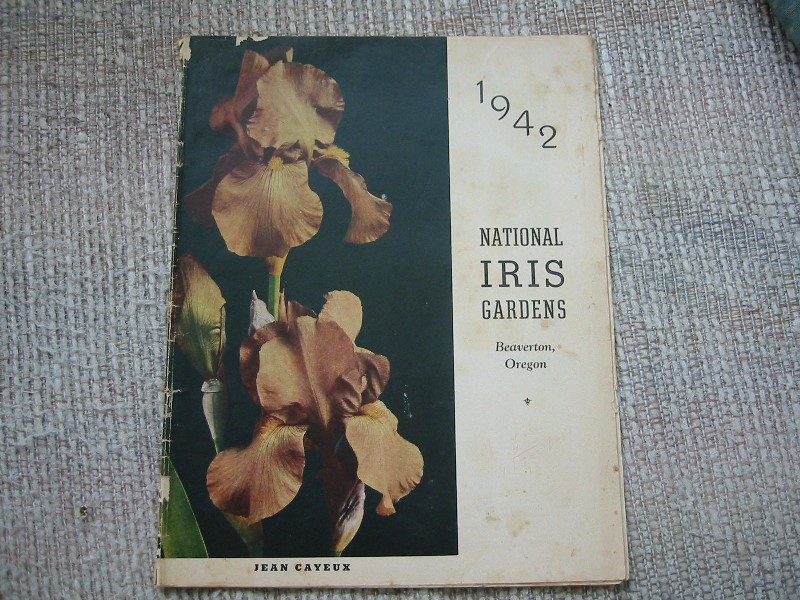 1942
NATIONAL
IRIS
GARDENS
Beaverton,
Oregon
JEAN CAYEUX